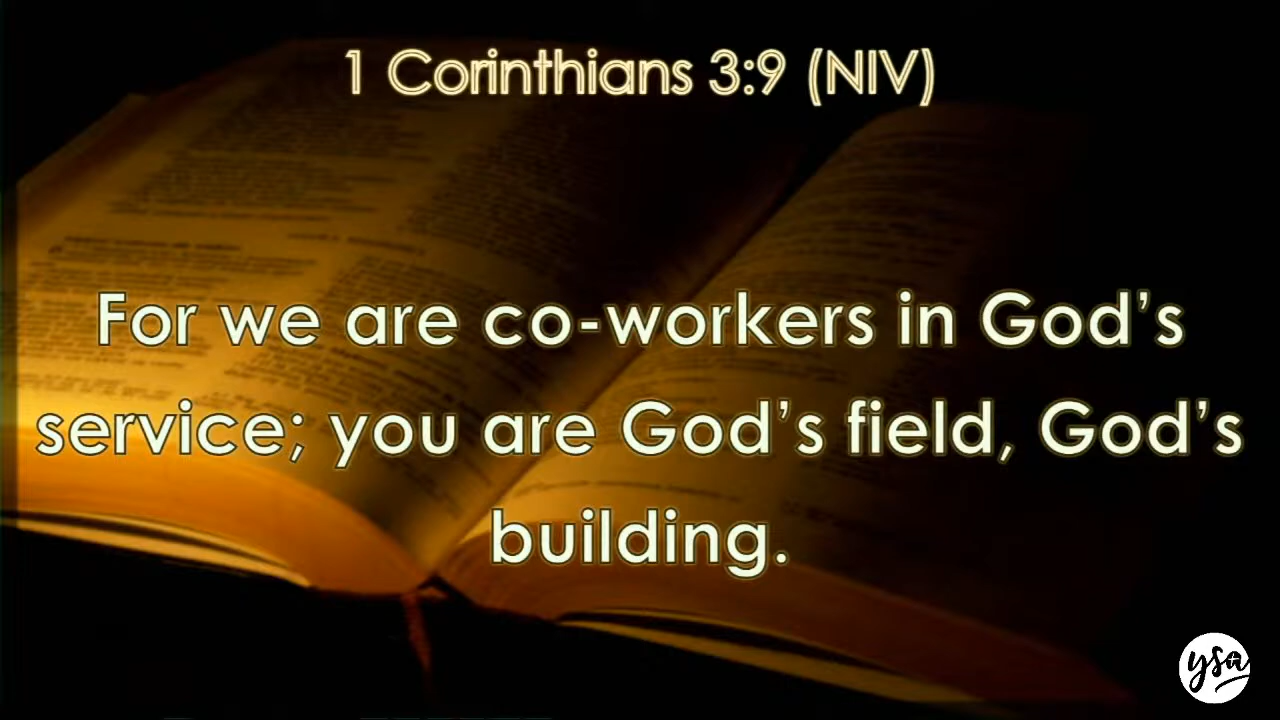 1 Corinthians 3:9 (NIV)
For we are co-workers in God’s
service; you are God’s field, God’s
building.
ysa